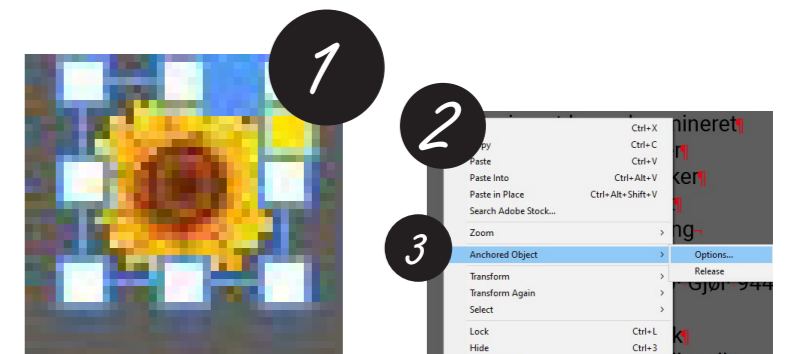 1
2
3
Ctrl+X
Ctrl+C
Paste Ctrl+V
Paste Into Ctrl+Alt+V
Paste in Place Ctrl+Alt+Shift+V
Search Adobe Stock...
Zoom >
Anchored Object >
Options...
Release
Transform >
Transform Again >
Select >
Lock Ctrl+L
Hide Ctrl+3